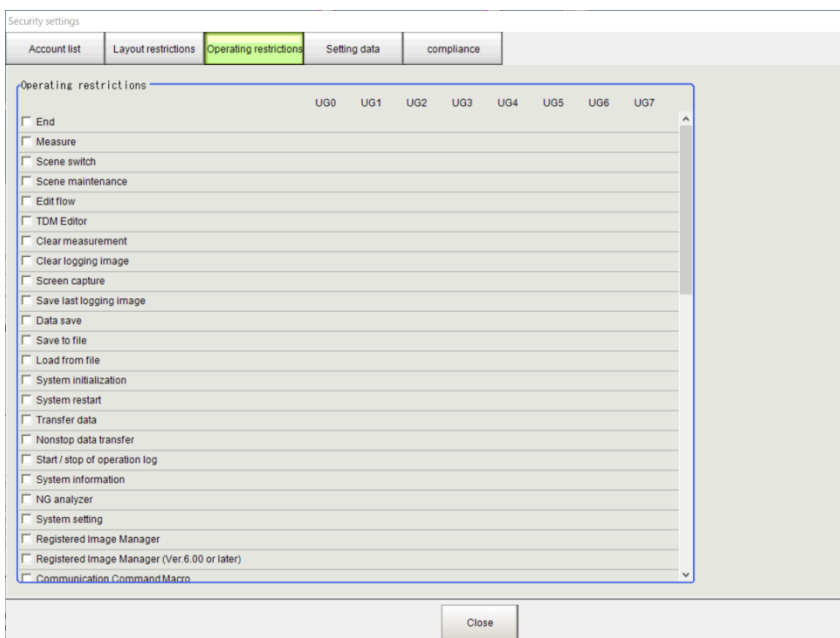 Security settings
Account list Layout restrictions Operating restrictions Setting data compliance
Operating restrictions
UG0 UG1 UG2 UG3 UG4 UG5 UG6 UG7
End
Measure
Scene switch
Scene maintenance
Edit flow
TDM Editor
Clear measurement
Clear logging image
Screen capture
Save last logging image
Data save
Save to file
Load from file
System initialization
System restart
Transfer data
Nonstop data transfer
Start / stop of operation log
System information
NG analyzer
System setting
Registered Image Manager
Registered Image Manager (Ver.6.00 or later)
Communication Command Macro
Close